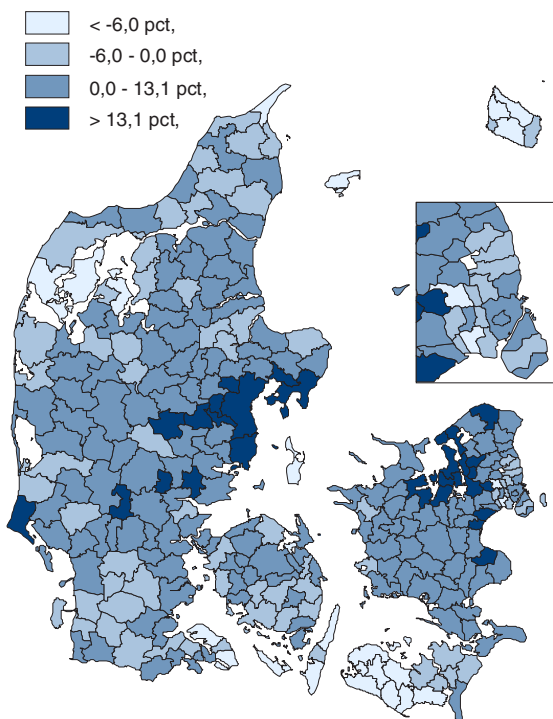 < -6,0 pct,
-6,0 - 0,0 pct,
0,0 - 13,1 pct,
> 13,1 pct,